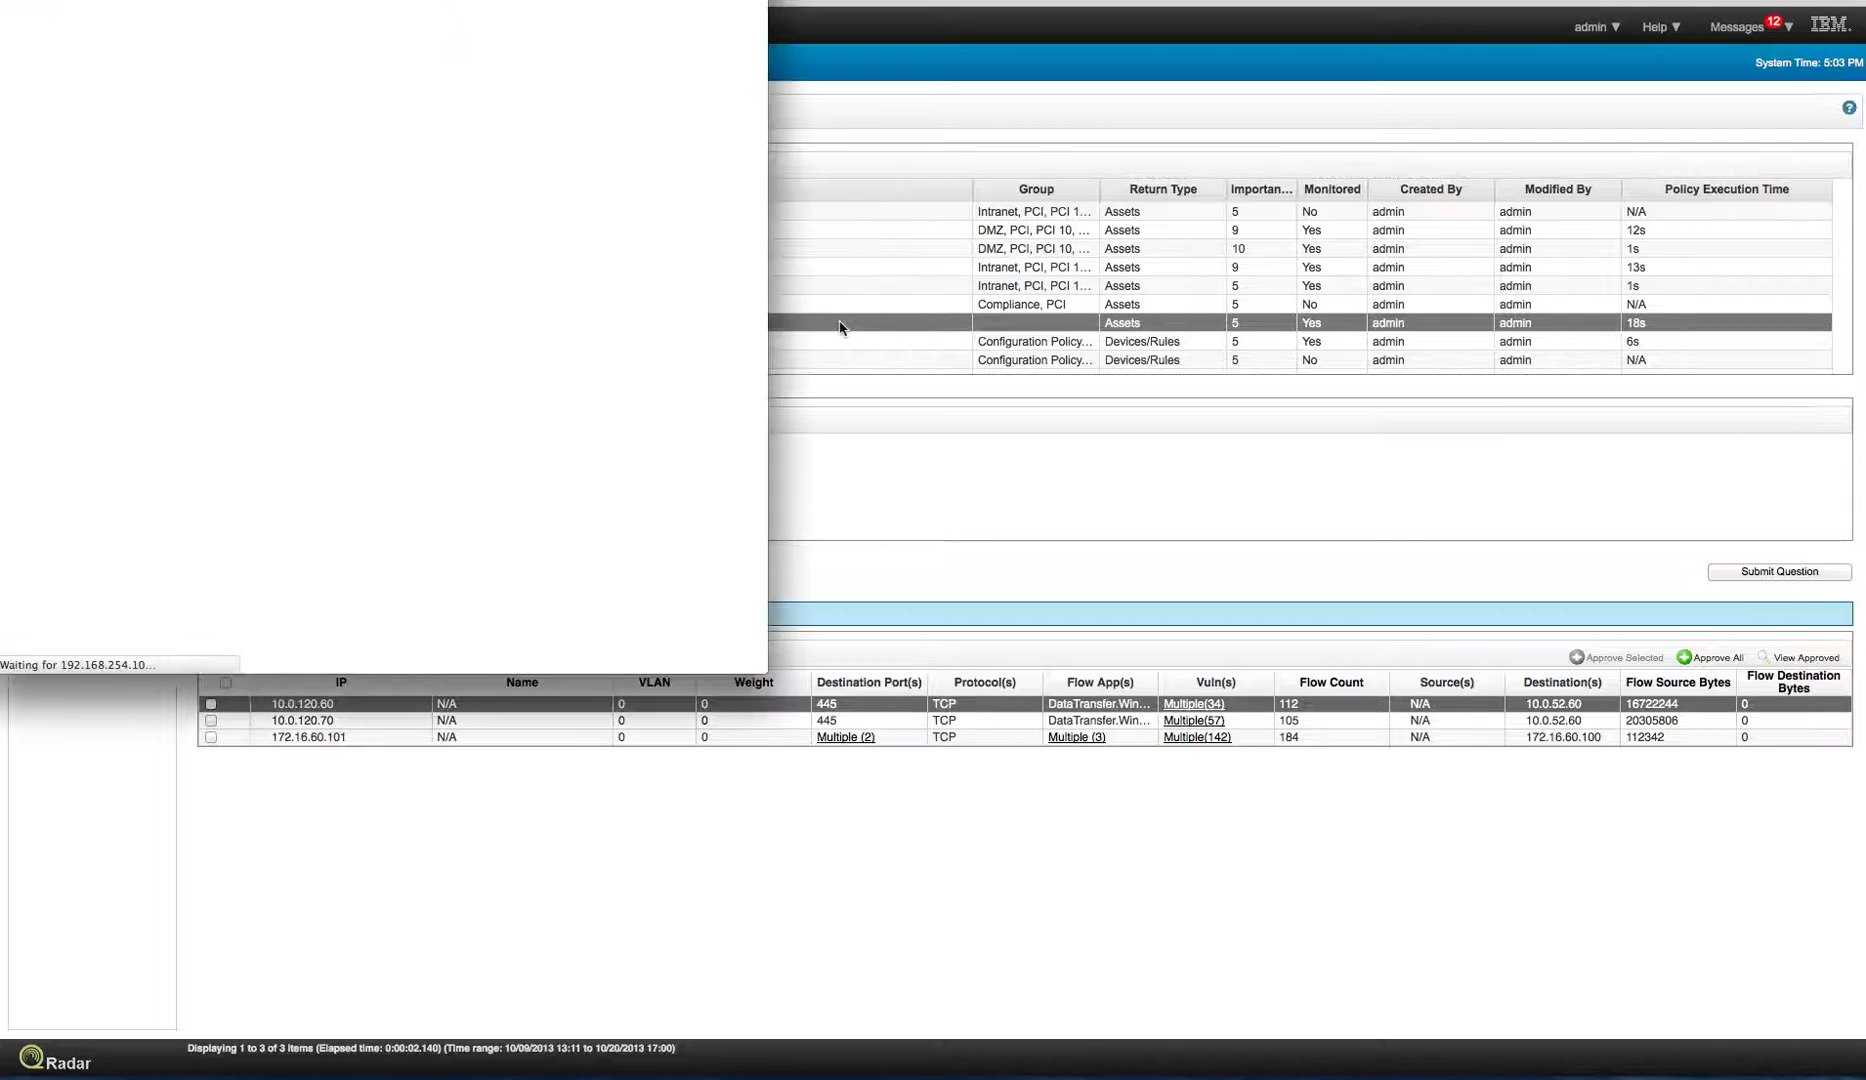 admin ▼ Help ▼ Messages 12 ▼ IBM.
System Time: 5:03 PM
?
Group Return Type Importan... Monitored Created By Modified By Policy Execution Time
Intranet, PCI, PCI 1... Assets 5 No admin admin N/A
DMZ, PCI, PCI 10, ... Assets 9 Yes admin admin 12s
DMZ, PCI, PCI 10, ... Assets 10 Yes admin admin 1s
Intranet, PCI, PCI 1... Assets 9 Yes admin admin 13s
Intranet, PCI, PCI 1... Assets 5 Yes admin admin 1s
Compliance, PCI Assets 5 No admin admin N/A
Assets 5 Yes admin admin 18s
Configuration Policy... Devices/Rules 5 Yes admin admin 6s
Configuration Policy... Devices/Rules 5 No admin admin N/A
Submit Question
Waiting for 192.168.254.10...
Approve Selected Approve All View Approved
IP Name VLAN Weight Destination Port(s) Protocol(s) Flow App(s) Vuln(s) Flow Count Source(s) Destination(s) Flow Source Bytes Flow Destination Bytes
10.0.120.60 N/A 0 0 445 TCP DataTransfer.Win... Multiple(34) 112 N/A 10.0.52.60 16722244 0
10.0.120.70 N/A 0 0 445 TCP DataTransfer.Win... Multiple(57) 105 N/A 10.0.52.60 20305806 0
172.16.60.101 N/A 0 0 Multiple (2) TCP Multiple (3) Multiple(142) 184 N/A 172.16.60.100 112342 0
Displaying 1 to 3 of 3 items (Elapsed time: 0:00:02.140) (Time range: 10/09/2013 13:11 to 10/20/2013 17:00)
QRadar